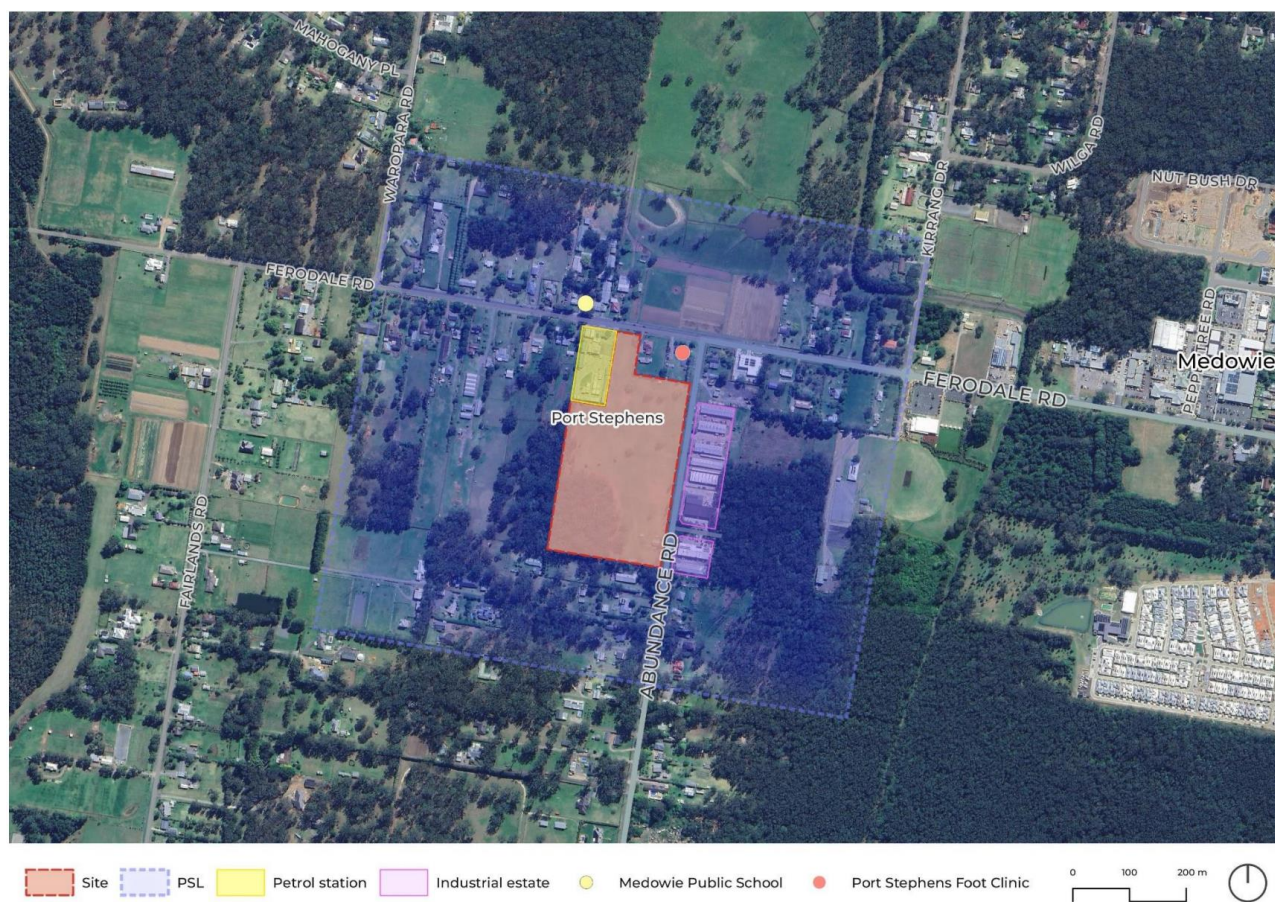 MAHOGANY PL
WAROPARA RD
KIRRANG DR
WILGA RD
NUT BUSH DR
FERODALE RD
PEPPERTREE RD
Medowie
FERODALE RD
Port Stephens
FAIRLANDS RD
ABUNDANCE RD
Site
PSL
Petrol station
Industrial estate
Medowie Public School
Port Stephens Foot Clinic
0 100 200 m